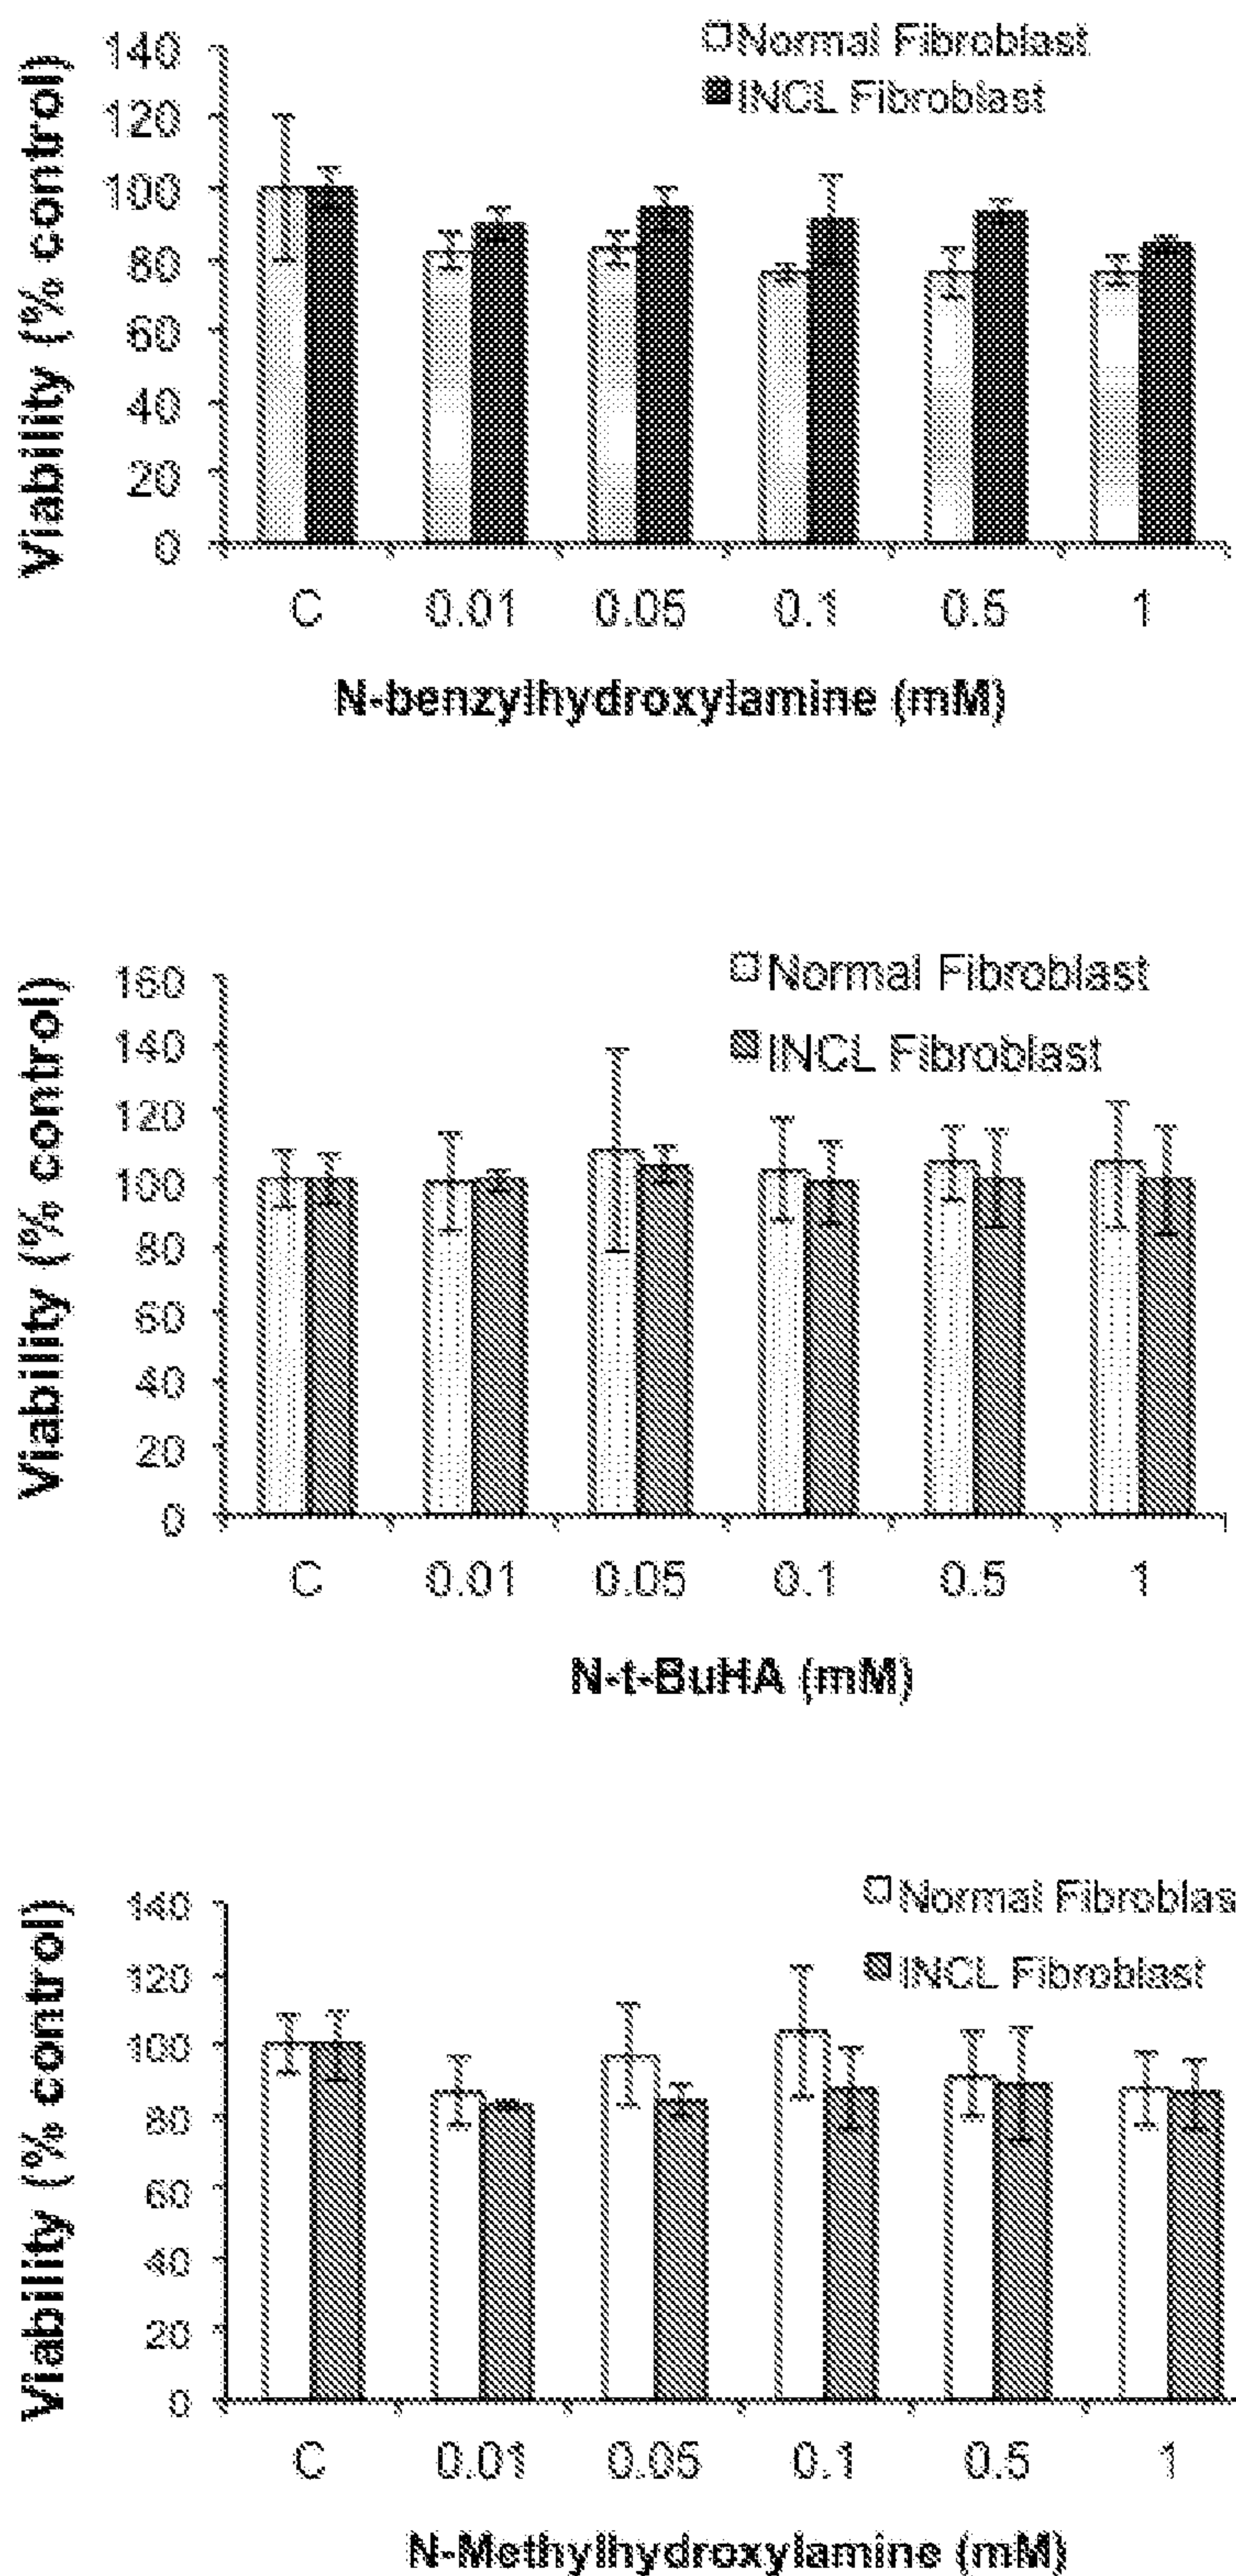 Viability (% control)
140
120
100
80
60
40
20
0
Normal Fibroblast
INCL Fibroblast
C 0.01 0.05 0.1 0.5 1
N-benzylhydroxylamine (mM)
Viability (% control)
160
140
120
100
80
60
40
20
0
Normal Fibroblast
INCL Fibroblast
C 0.01 0.05 0.1 0.5 1
N-t-BuHA (mM)
Viability (% control)
140
120
100
80
60
40
20
0
Normal Fibroblas
INCL Fibroblast
C 0.01 0.05 0.1 0.5 1
N-Methylhydroxylamine (mM)